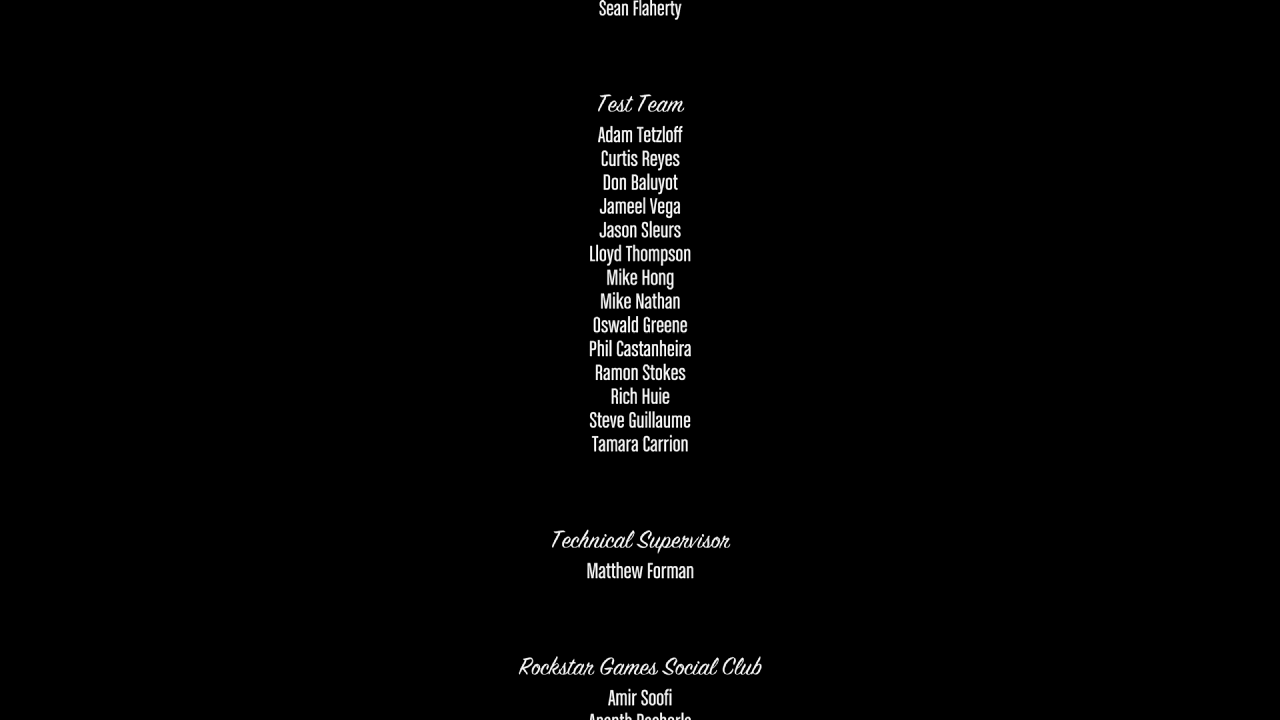 Sean Flaherty
Test Team
Adam Tetzloff
Curtis Reyes
Don Baluyot
Jameel Vega
Jason Sleurs
Lloyd Thompson
Mike Hong
Mike Nathan
Oswald Greene
Phil Castanheira
Ramon Stokes
Rich Huie
Steve Guillaume
Tamara Carrion
Technical Supervisor
Matthew Forman
Rockstar Games Social Club
Amir Soofi